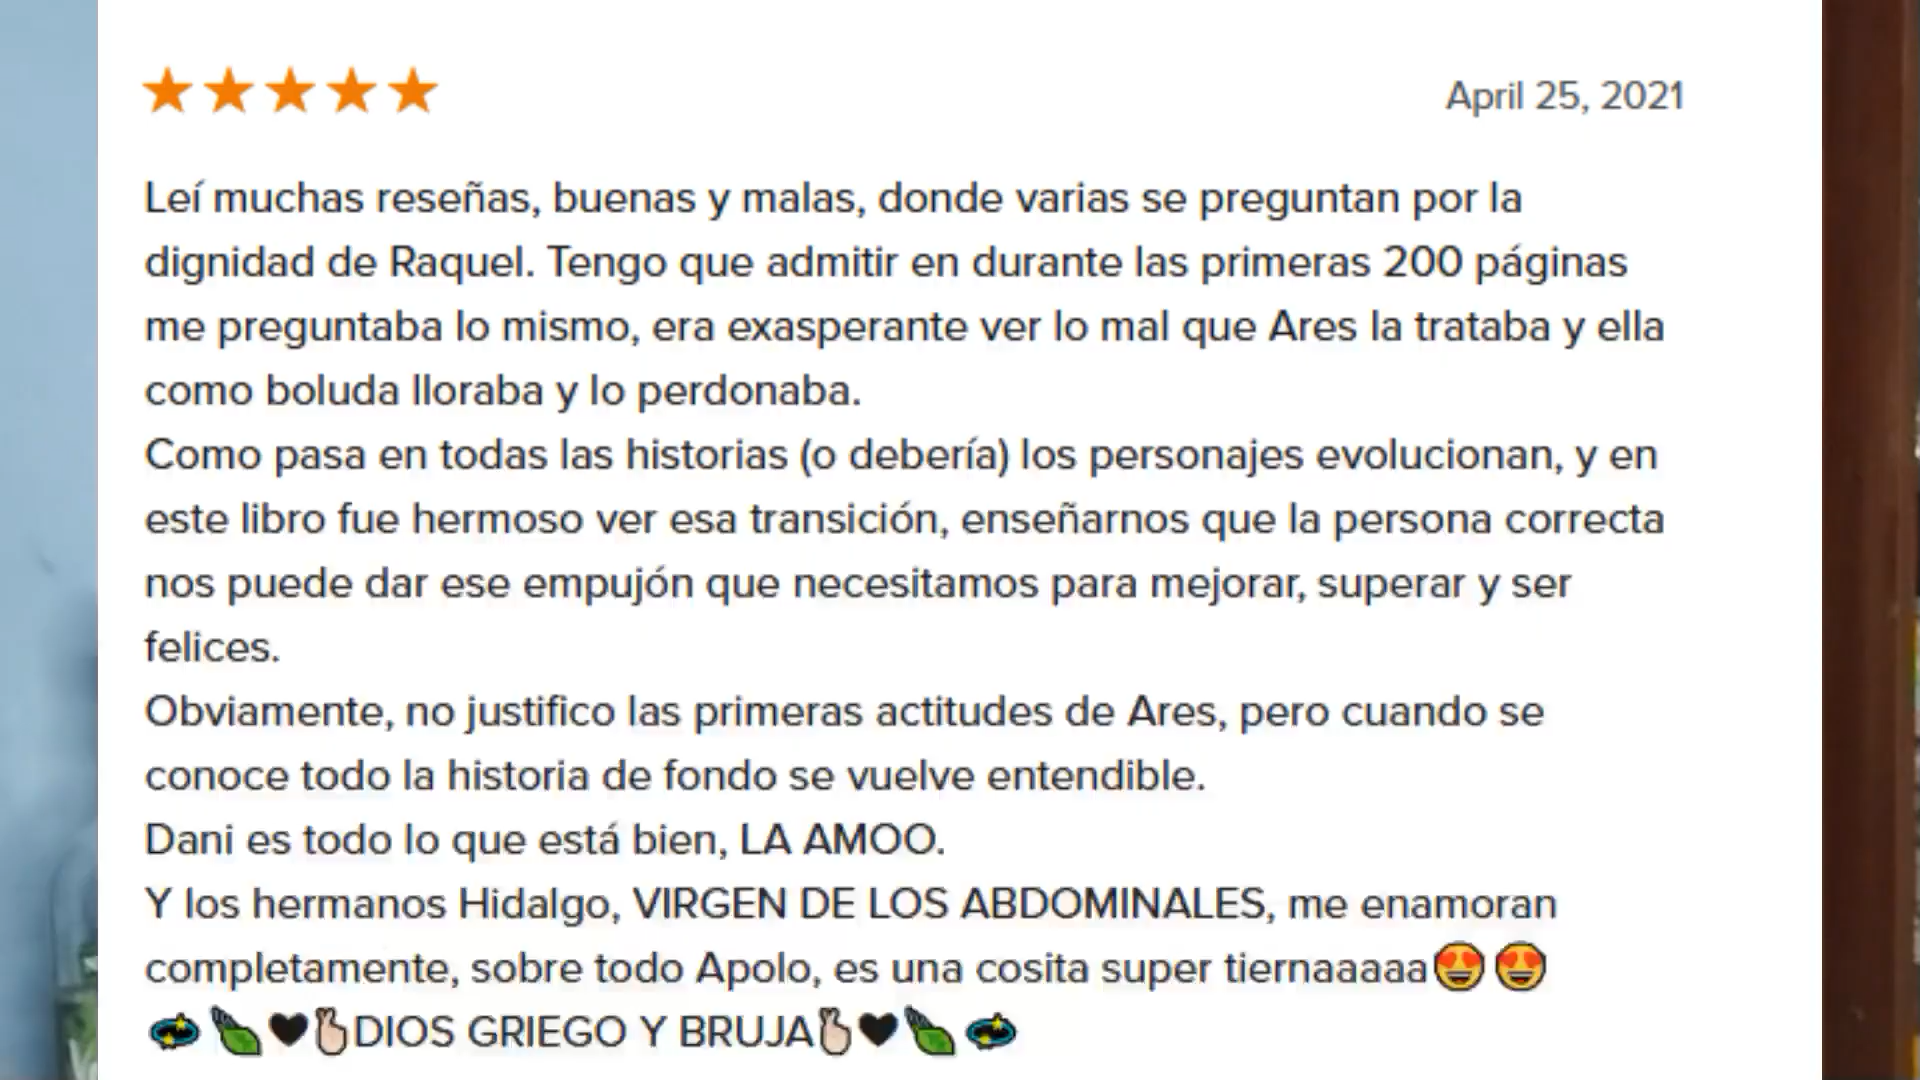 April 25, 2021
Leí muchas reseñas, buenas y malas, donde varias se preguntan por la
dignidad de Raquel. Tengo que admitir en durante las primeras 200 páginas
me preguntaba lo mismo, era exasperante ver lo mal que Ares la trataba y ella
como boluda lloraba y lo perdonaba.
Como pasa en todas las historias (o debería) los personajes evolucionan, y en
este libro fue hermoso ver esa transición, enseñarnos que la persona correcta
nos puede dar ese empujón que necesitamos para mejorar, superar y ser
felices.
Obviamente, no justifico las primeras actitudes de Ares, pero cuando se
conoce todo la historia de fondo se vuelve entendible.
Dani es todo lo que está bien, LA AMOO.
Y los hermanos Hidalgo, VIRGEN DE LOS ABDOMINALES, me enamoran
completamente, sobre todo Apolo, es una cosita super tiernaaaaa😍😍
💫🍃🖤🤞🏻DIOS GRIEGO Y BRUJA🤞🏻🖤🍃💫